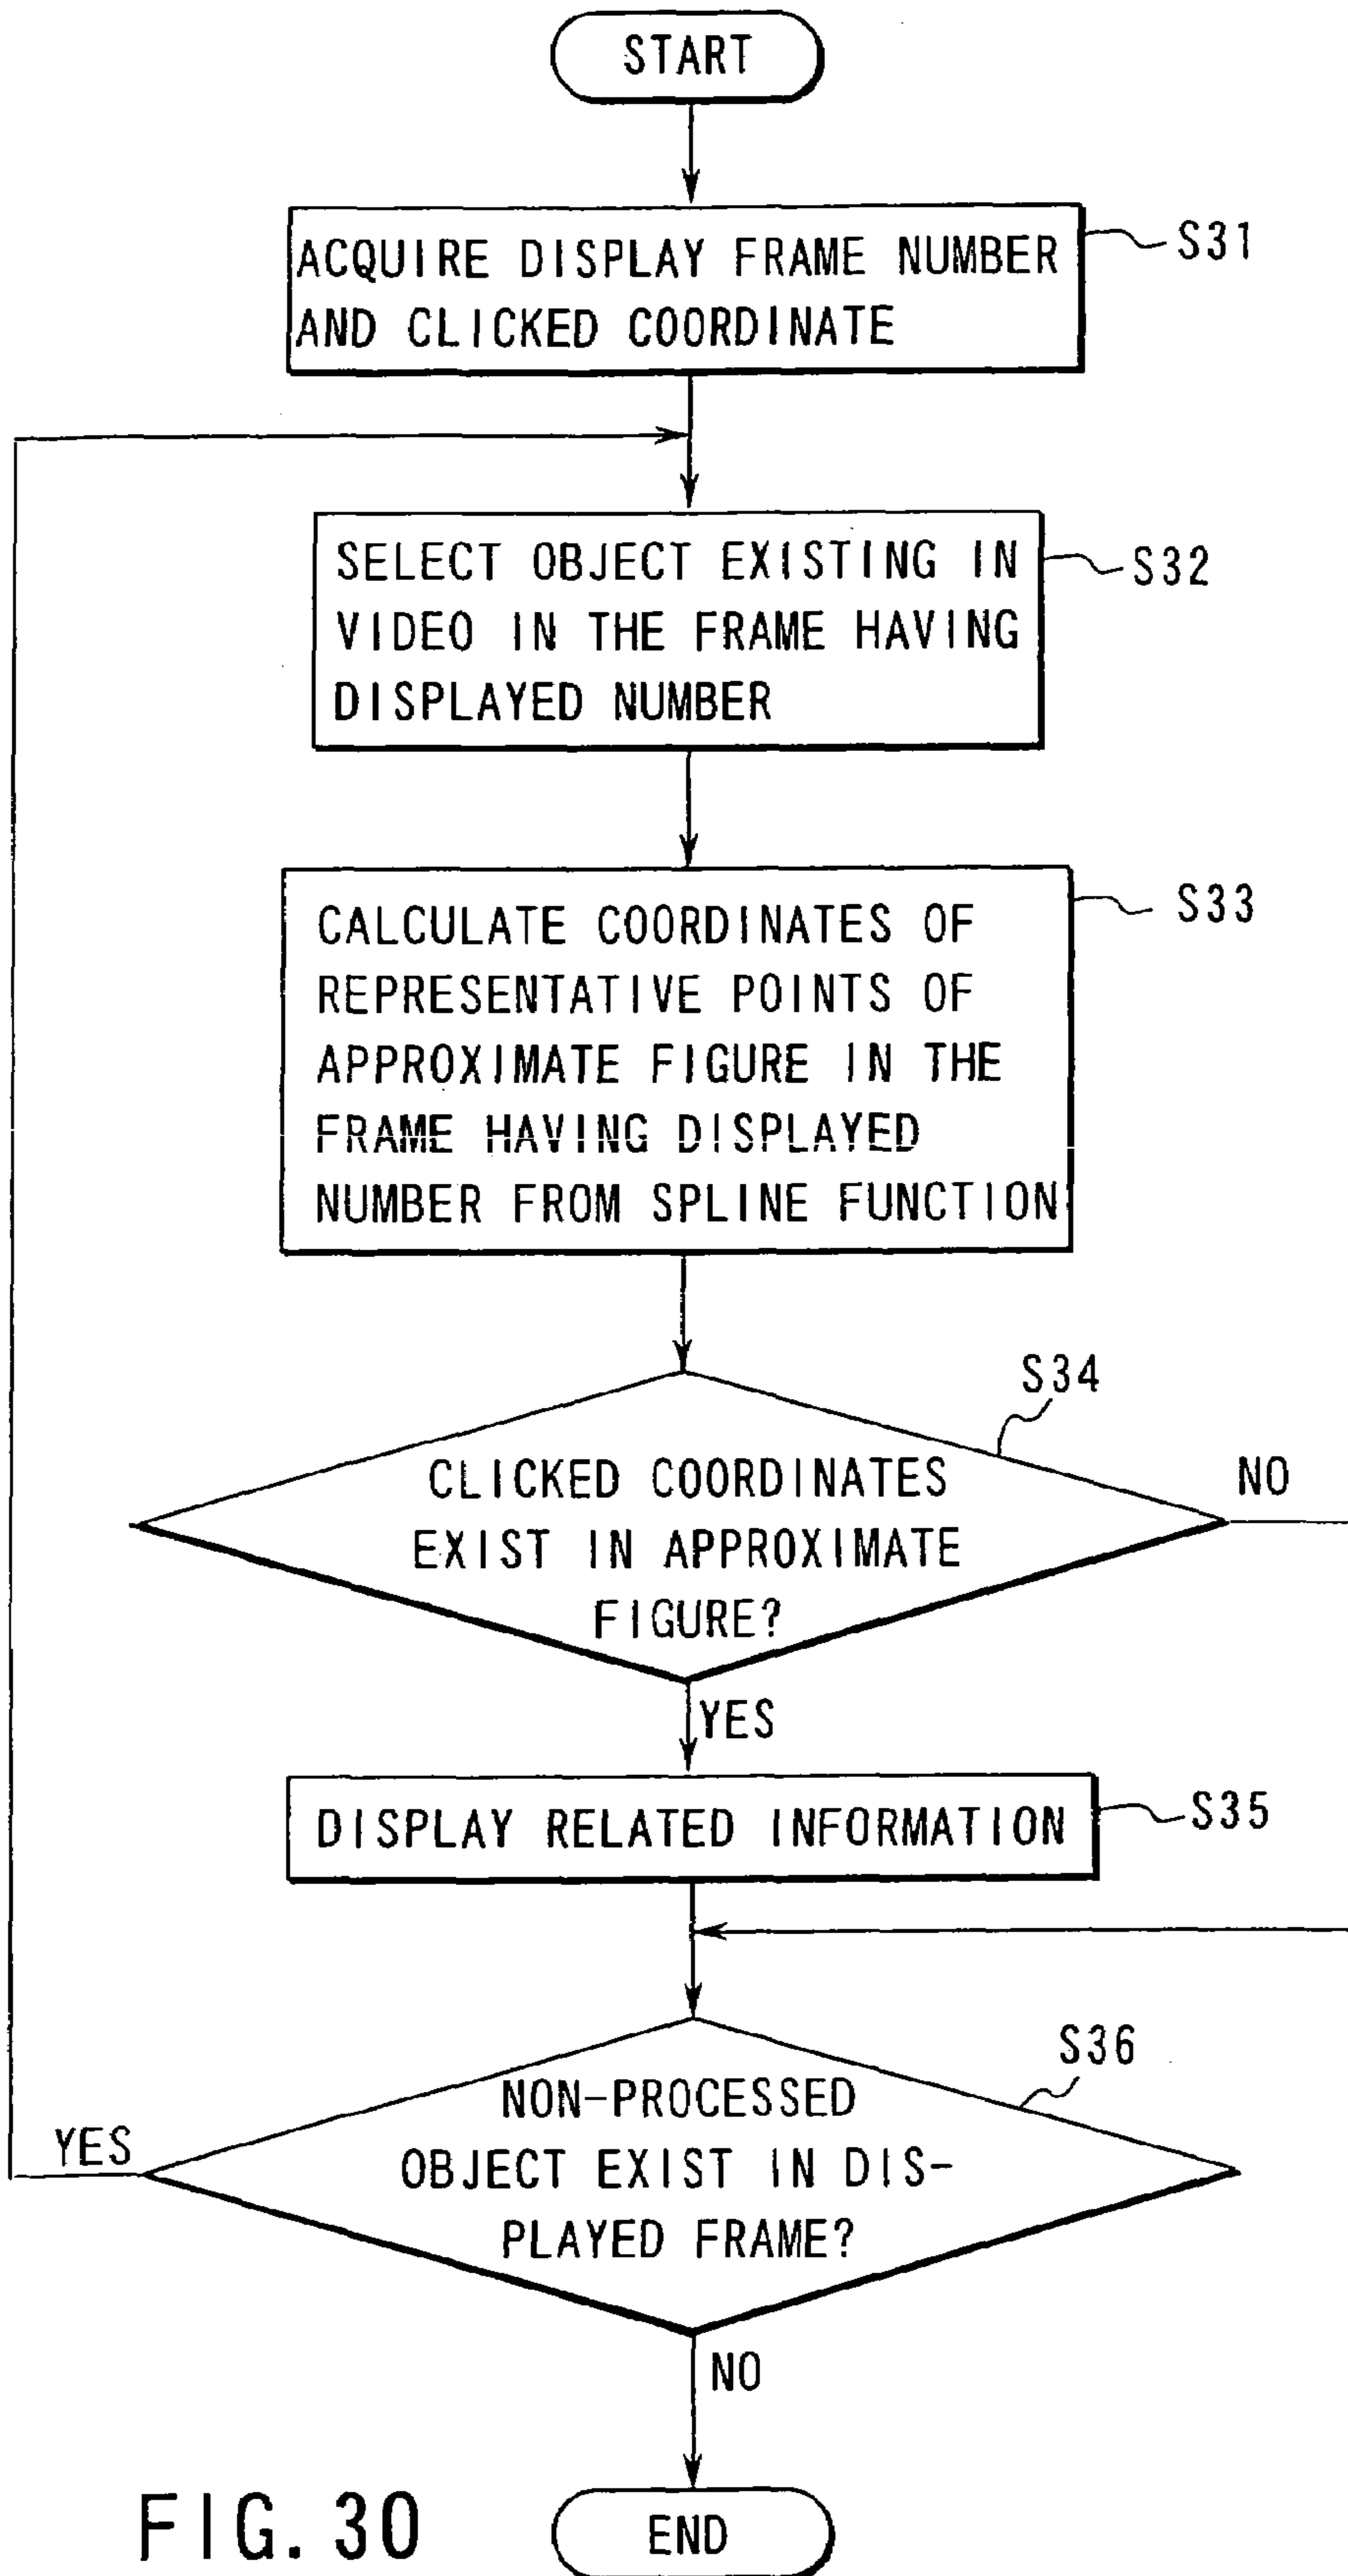 START
ACQUIRE DISPLAY FRAME NUMBER
AND CLICKED COORDINATE
S31
SELECT OBJECT EXISTING IN
VIDEO IN THE FRAME HAVING
DISPLAYED NUMBER
S32
CALCULATE COORDINATES OF
REPRESENTATIVE POINTS OF
APPROXIMATE FIGURE IN THE
FRAME HAVING DISPLAYED
NUMBER FROM SPLINE FUNCTION
S33
S34
CLICKED COORDINATES
EXIST IN APPROXIMATE
FIGURE?
NO
YES
DISPLAY RELATED INFORMATION
S35
S36
NON-PROCESSED
OBJECT EXIST IN DIS-
PLAYED FRAME?
YES
NO
END
FIG. 30